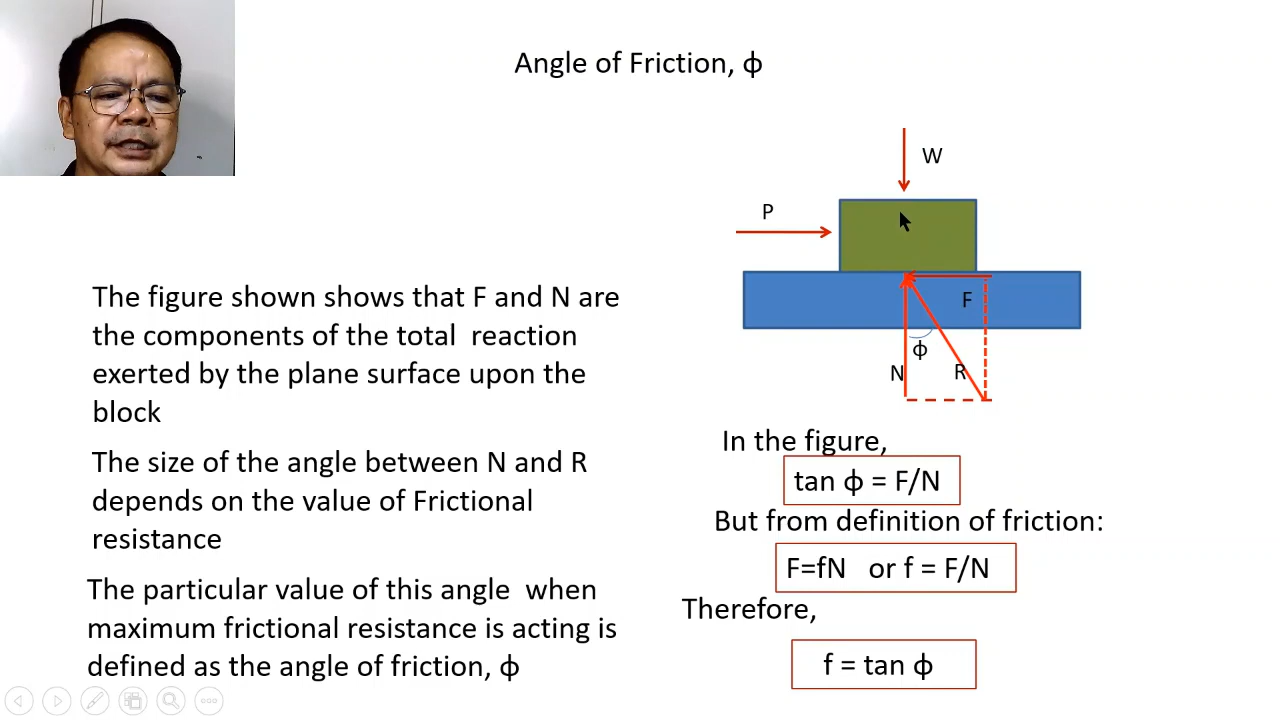 Angle of Friction, ϕ
W
P
F
ϕ
N
R
The figure shown shows that F and N are
the components of the total reaction
exerted by the plane surface upon the
block
The size of the angle between N and R
depends on the value of Frictional
resistance
The particular value of this angle when
maximum frictional resistance is acting is
defined as the angle of friction, ϕ
In the figure,
tan ϕ = F/N
But from definition of friction:
F=fN or f = F/N
Therefore,
f = tan ϕ